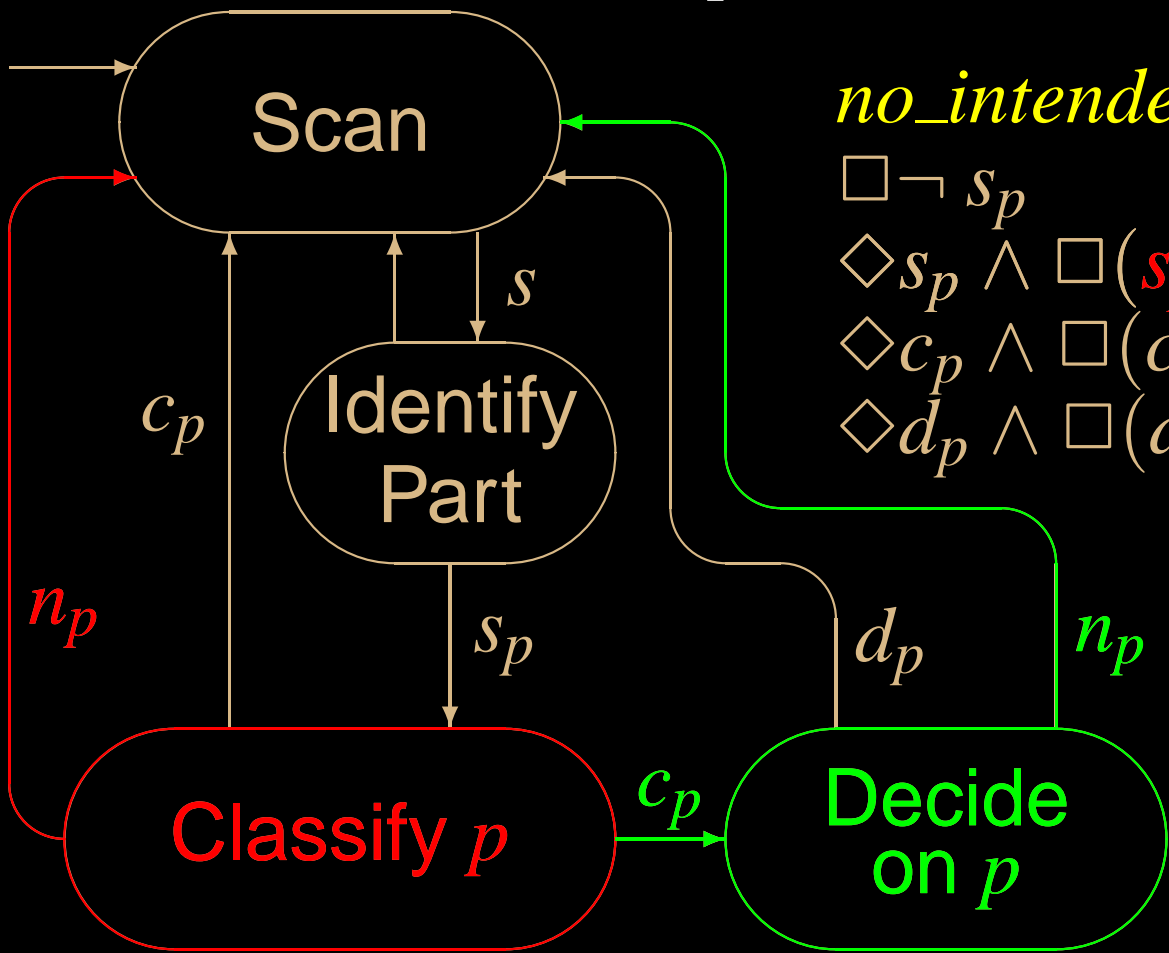 Scan
no_intende
□¬ s_p
s
◇s_p ∧ □(s
◇c_p ∧ □(c
◇d_p ∧ □(d
c_p
Identify
Part
n_p
s_p
d_p
n_p
Classify p
c_p
Decide
on p